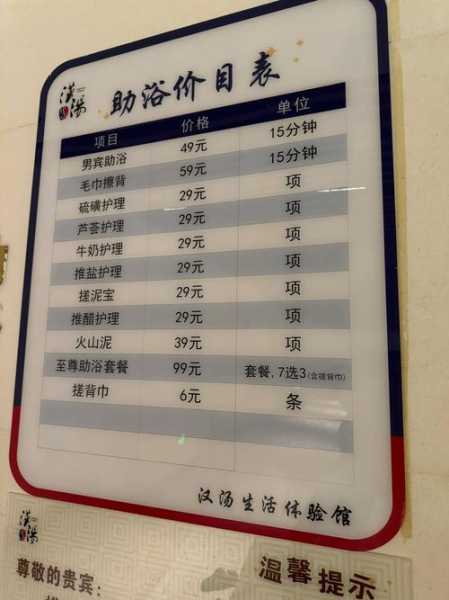 漢湯
助浴价目表
项目 价格 单位
男宾助浴 49元 15分钟
毛巾擦背 59元 15分钟
硫磺护理 29元 项
芦荟护理 29元 项
牛奶护理 29元 项
推盐护理 29元 项
搓泥宝 29元 项
推醋护理 29元 项
火山泥 39元 项
至尊助浴套餐 99元 套餐,7选3(含搓背巾)
搓背巾 6元 条
汉汤生活体验馆
漢湯
温馨提示
尊敬的贵宾: